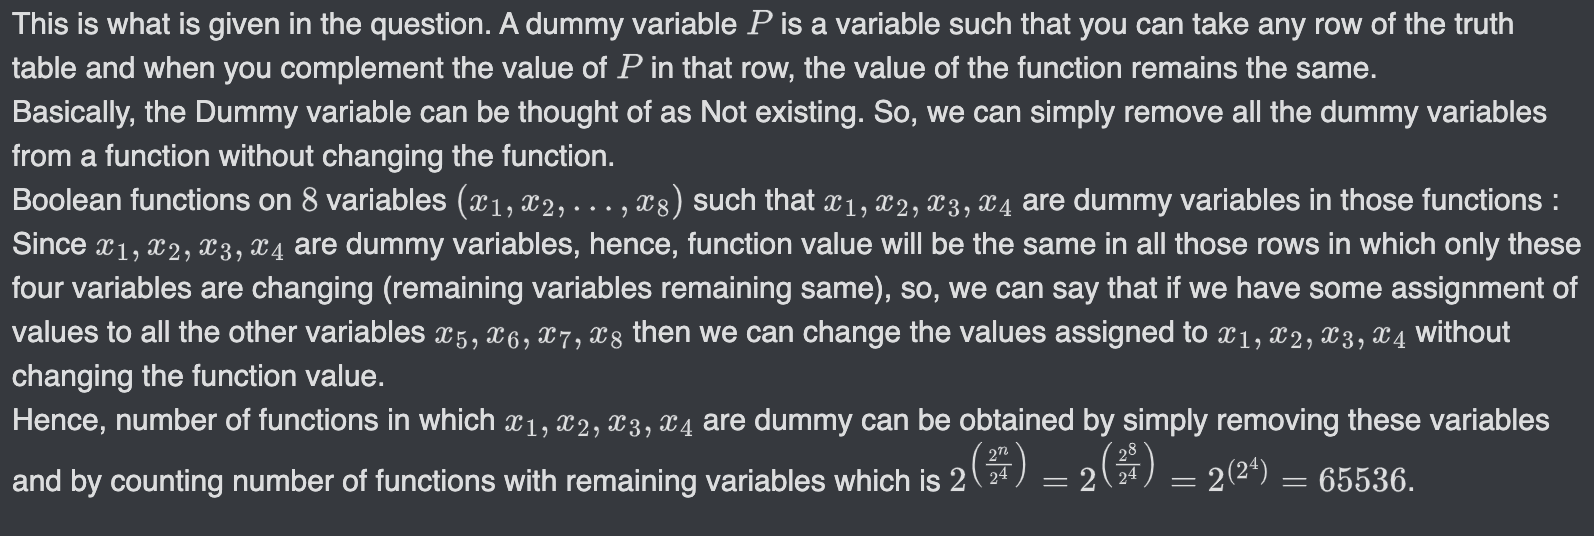 This is what is given in the question. A dummy variable P is a variable such that you can take any row of the truth
table and when you complement the value of P in that row, the value of the function remains the same.
Basically, the Dummy variable can be thought of as Not existing. So, we can simply remove all the dummy variables
from a function without changing the function.
Boolean functions on 8 variables (x₁, x₂, . . . , x₈) such that x₁, x₂, x₃, x₄ are dummy variables in those functions :
Since x₁, x₂, x₃, x₄ are dummy variables, hence, function value will be the same in all those rows in which only these
four variables are changing (remaining variables remaining same), so, we can say that if we have some assignment of
values to all the other variables x₅, x₆, x₇, x₈ then we can change the values assigned to x₁, x₂, x₃, x₄ without
changing the function value.
Hence, number of functions in which x₁, x₂, x₃, x₄ are dummy can be obtained by simply removing these variables
and by counting number of functions with remaining variables which is 2^(2^n/2^4) = 2^(2^8/2^4) = 2^(2^4) = 65536.